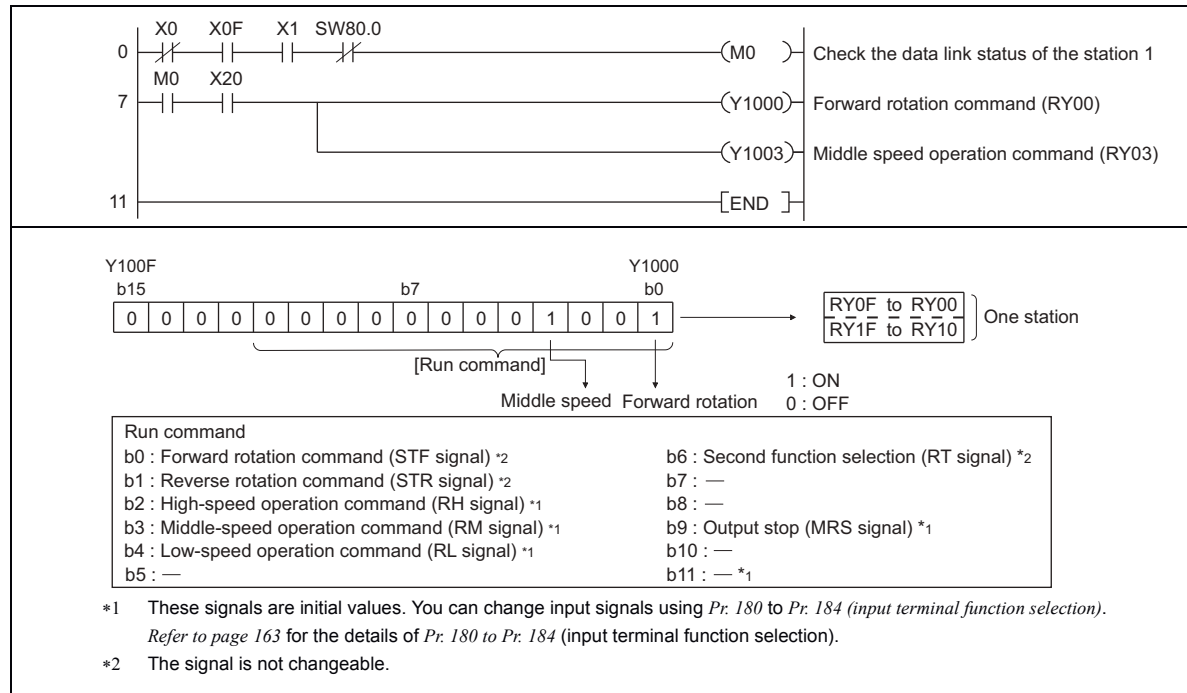 X0 X0F X1 SW80.0
0 (M0 ) Check the data link status of the station 1
M0 X20
7 (Y1000) Forward rotation command (RY00)
(Y1003) Middle speed operation command (RY03)
11 [END ]
Y100F Y1000
b15 b7 b0
0 0 0 0 0 0 0 0 0 0 0 0 1 0 0 1
RY0F to RY00
RY1F to RY10
One station
[Run command]
Middle speed Forward rotation
1 : ON
0 : OFF
Run command
b0 : Forward rotation command (STF signal) *2
b1 : Reverse rotation command (STR signal) *2
b2 : High-speed operation command (RH signal) *1
b3 : Middle-speed operation command (RM signal) *1
b4 : Low-speed operation command (RL signal) *1
b5 : —
b6 : Second function selection (RT signal) *2
b7 : —
b8 : —
b9 : Output stop (MRS signal) *1
b10 : —
b11 : — *1
*1 These signals are initial values. You can change input signals using Pr. 180 to Pr. 184 (input terminal function selection).
Refer to page 163 for the details of Pr. 180 to Pr. 184 (input terminal function selection).
*2 The signal is not changeable.